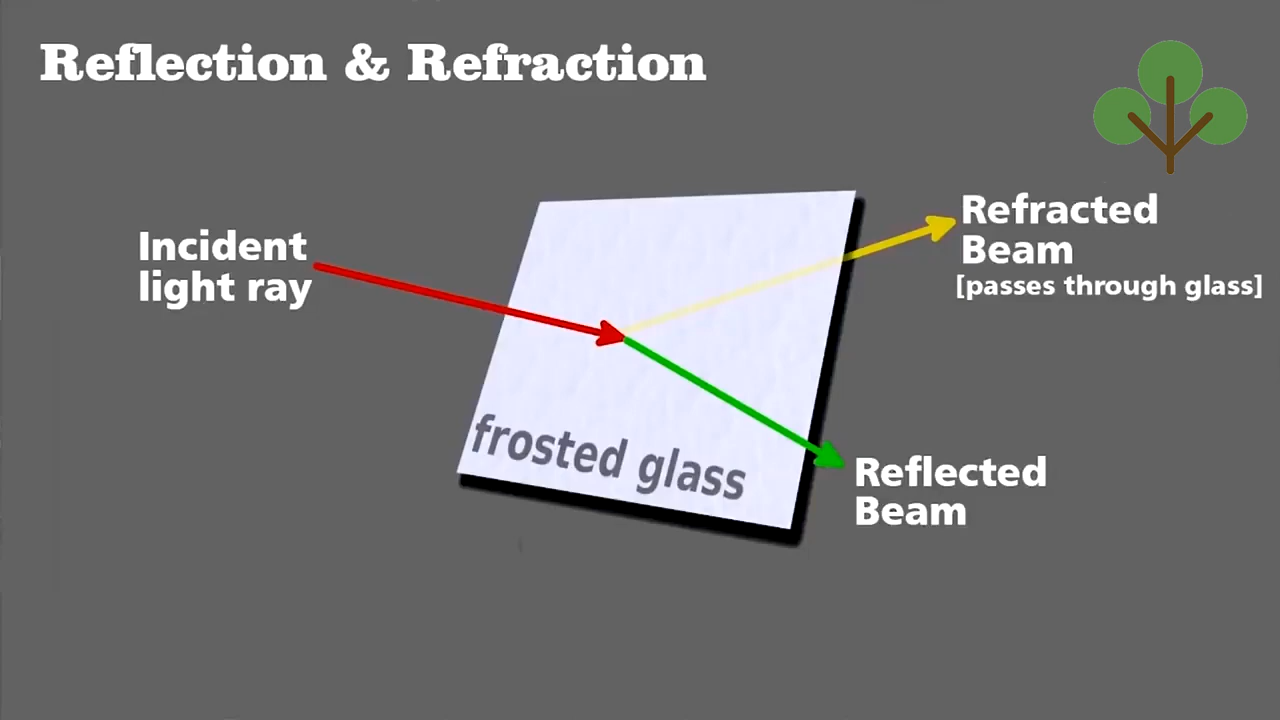 Reflection & Refraction
Incident
light ray
Refracted
Beam
[passes through glass]
frosted glass
Reflected
Beam